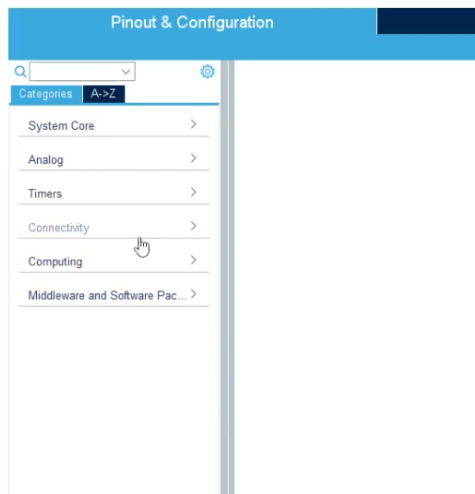 Pinout & Configuration
Categories A->Z
System Core
Analog
Timers
Connectivity
Computing
Middleware and Software Pac...